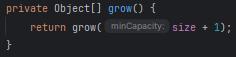 private Object[] grow() {
return grow( minCapacity: size + 1);
}